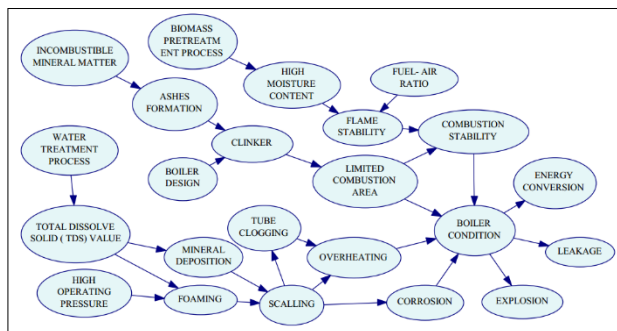 BIOMASS
PRETREATM
ENT PROCESS
INCOMBUSTIBLE
MINERAL MATTER
HIGH
MOISTURE
CONTENT
FUEL- AIR
RATIO
ASHES
FORMATION
FLAME
STABILITY
COMBUSTION
STABILITY
WATER
TREATMENT
PROCESS
CLINKER
BOILER
DESIGN
LIMITED
COMBUSTION
AREA
ENERGY
CONVERSION
TOTAL DISSOLVE
SOLID ( TDS) VALUE
TUBE
CLOGGING
BOILER
CONDITION
MINERAL
DEPOSITION
OVERHEATING
LEAKAGE
HIGH
OPERATING
PRESSURE
FOAMING
SCALLING
CORROSION
EXPLOSION